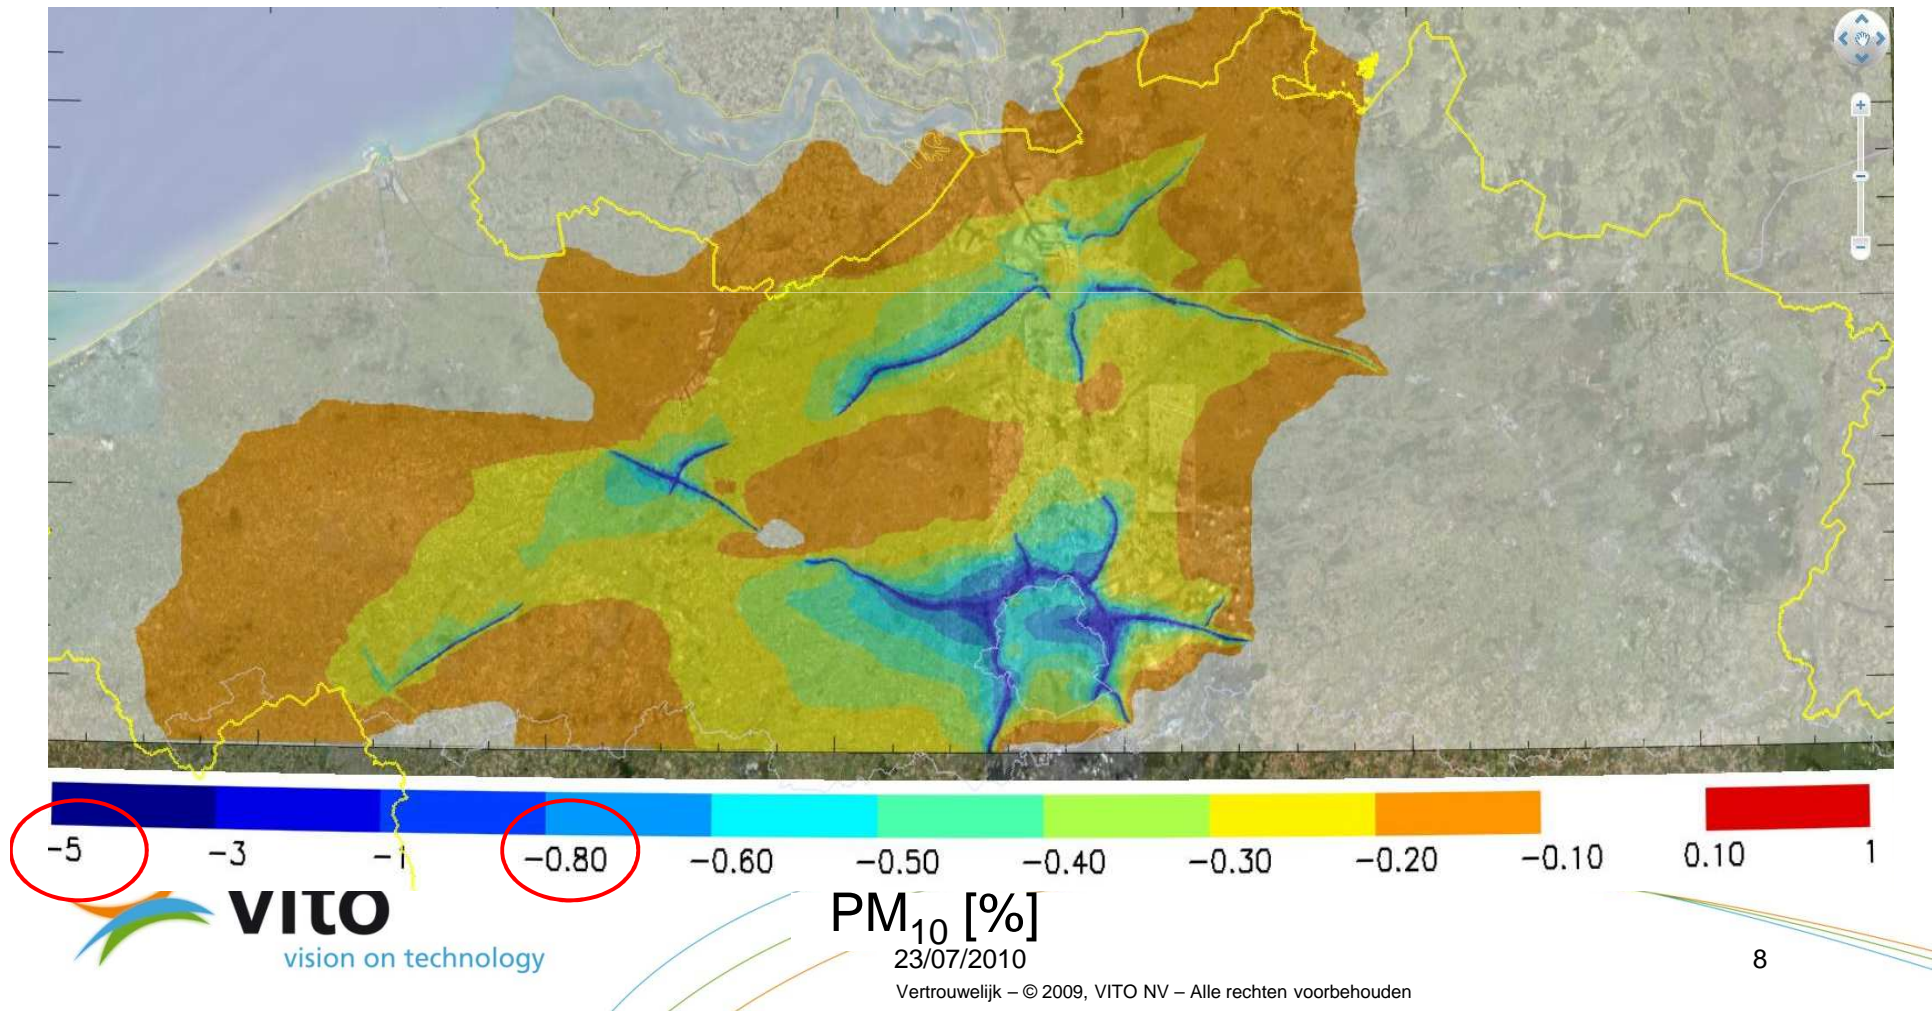 -5 -3 -1 -0.80 -0.60 -0.50 -0.40 -0.30 -0.20 -0.10 0.10 1
vito
vision on technology
PM10 [%]
23/07/2010
8
Vertrouwelijk – © 2009, VITO NV – Alle rechten voorbehouden